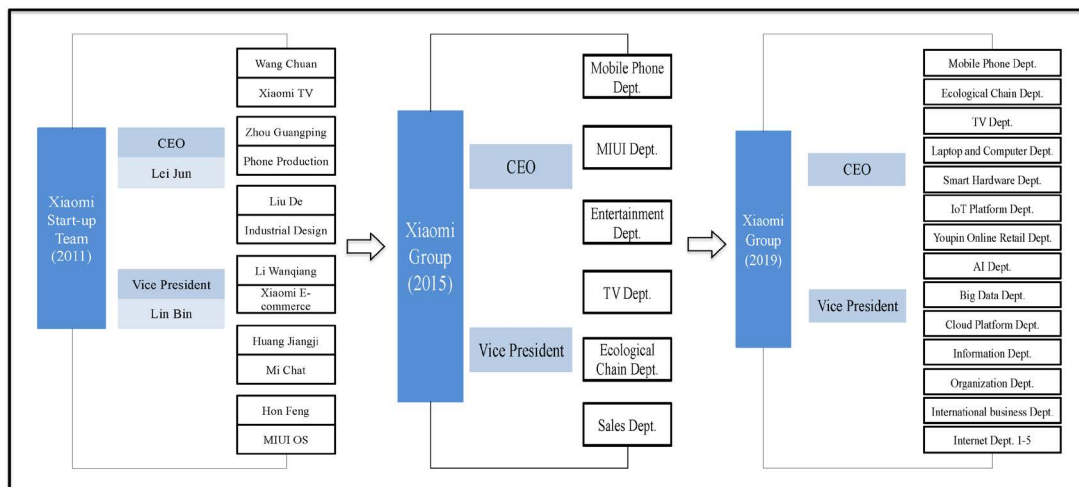 Xiaomi
Start-up
Team
(2011)
CEO
Lei Jun
Vice President
Lin Bin
Wang Chuan
Xiaomi TV
Zhou Guangping
Phone Production
Liu De
Industrial Design
Li Wanqiang
Xiaomi E-
commerce
Huang Jiangji
Mi Chat
Hon Feng
MIUI OS
Xiaomi
Group
(2015)
CEO
Vice President
Mobile Phone
Dept.
MIUI Dept.
Entertainment
Dept.
TV Dept.
Ecological
Chain Dept.
Sales Dept.
Xiaomi
Group
(2019)
CEO
Vice President
Mobile Phone Dept.
Ecological Chain Dept.
TV Dept.
Laptop and Computer Dept.
Smart Hardware Dept.
IoT Platform Dept.
Youpin Online Retail Dept.
AI Dept.
Big Data Dept.
Cloud Platform Dept.
Information Dept.
Organization Dept.
International business Dept.
Internet Dept. 1-5